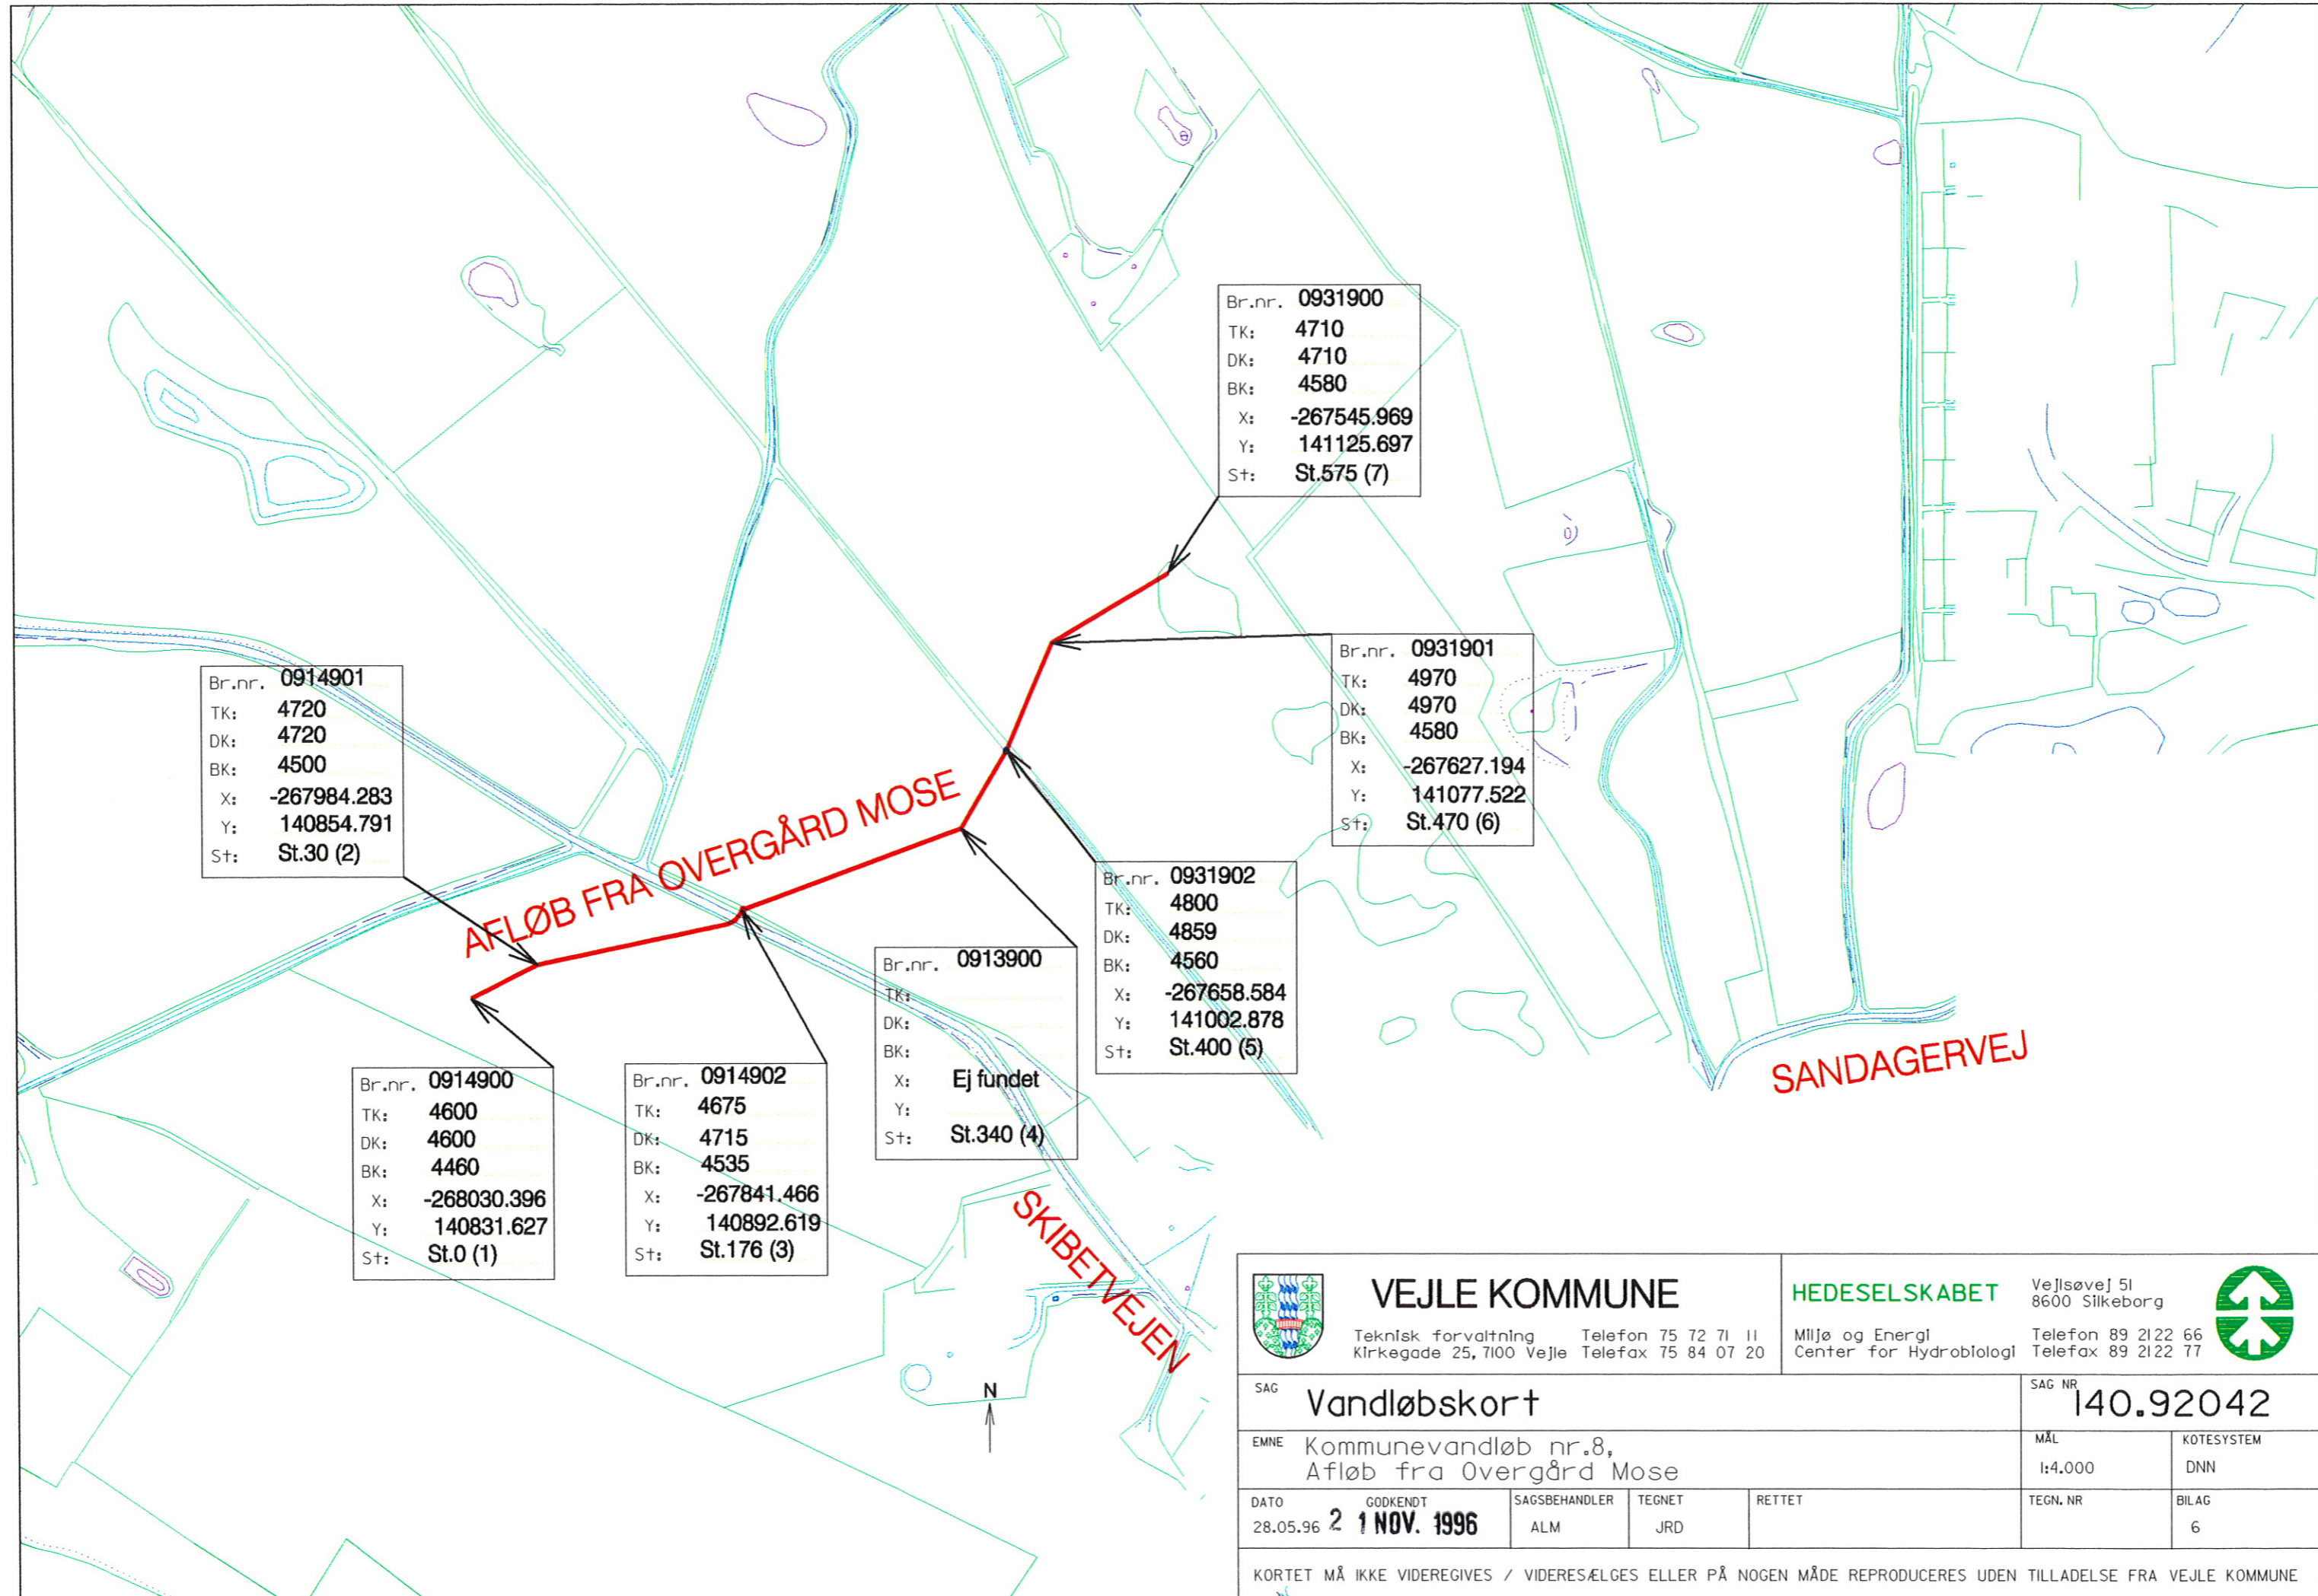 Br.nr. 0931900
TK: 4710
DK: 4710
BK: 4580
X: -267545.969
Y: 141125.697
St: St.575 (7)
Br.nr. 0931901
TK: 4970
DK: 4970
BK: 4580
X: -267627.194
Y: 141077.522
St: St.470 (6)
Br.nr. 0914901
TK: 4720
DK: 4720
BK: 4500
X: -267984.283
Y: 140854.791
St: St.30 (2)
AFLØB FRA OVERGÅRD MOSE
Br.nr. 0931902
TK: 4800
DK: 4859
BK: 4560
X: -267658.584
Y: 141002.878
St: St.400 (5)
Br.nr. 0913900
TK:
DK:
BK:
X: Ej fundet
Y:
St: St.340 (4)
SANDAGERVEJ
Br.nr. 0914900
TK: 4600
DK: 4600
BK: 4460
X: -268030.396
Y: 140831.627
St: St.0 (1)
Br.nr. 0914902
TK: 4675
DK: 4715
BK: 4535
X: -267841.466
Y: 140892.619
St: St.176 (3)
SKIBETVEJEN
N
VEJLE KOMMUNE
Teknisk forvaltning Telefon 75 72 71 11
Kirkegade 25, 7100 Vejle Telefax 75 84 07 20
HEDESELSKABET
Vejlsøvej 51
8600 Silkeborg
Miljø og Energi
Center for Hydrobiologi
Telefon 89 2122 66
Telefax 89 2122 77
SAG Vandløbskort
SAG NR 140.92042
EMNE Kommunevandløb nr.8,
Afløb fra Overgård Mose
MÅL
1:4.000
KOTESYSTEM
DNN
DATO
28.05.96
GODKENDT
2 1 NOV. 1996
SAGSBEHANDLER
ALM
TEGNET
JRD
RETTET
TEGN. NR
BILAG
6
KORTET MÅ IKKE VIDEREGIVES / VIDERESÆLGES ELLER PÅ NOGEN MÅDE REPRODUCERES UDEN TILLADELSE FRA VEJLE KOMMUNE